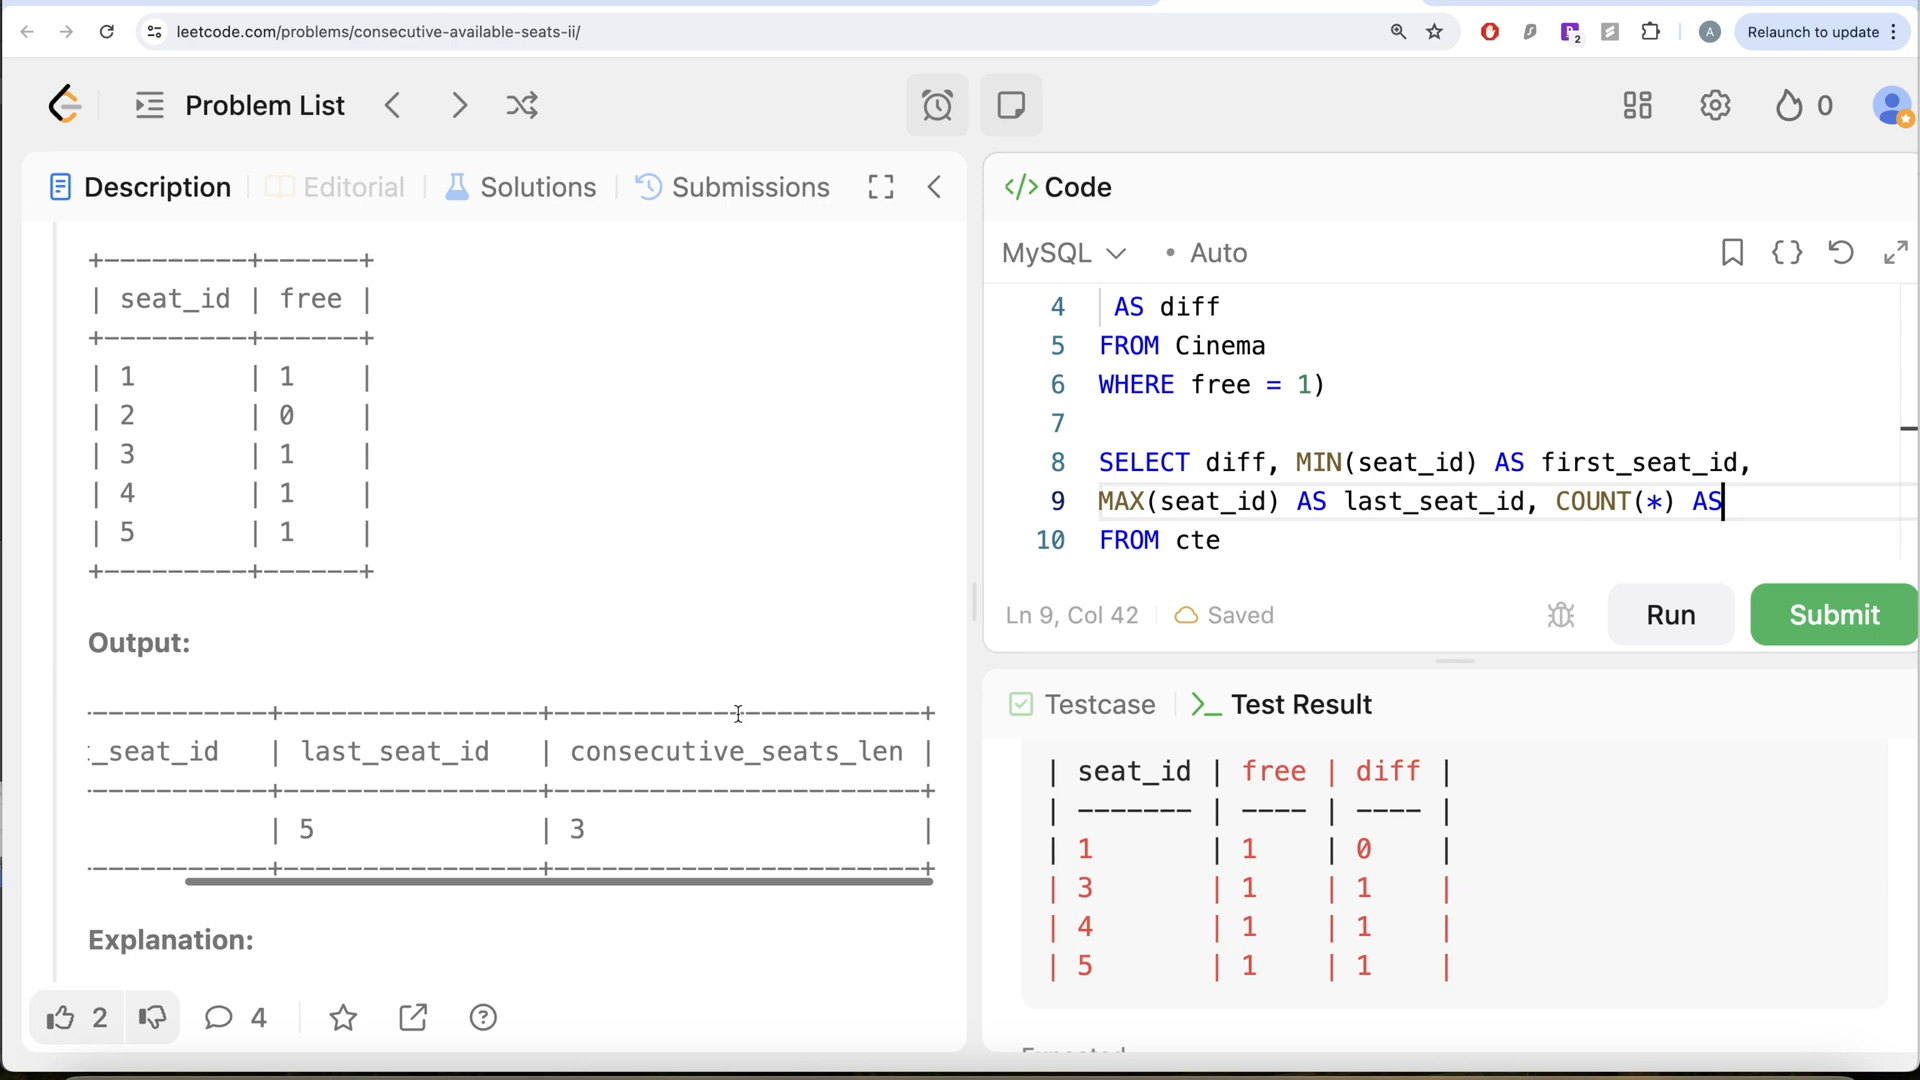 leetcode.com/problems/consecutive-available-seats-ii/
2
A
Relaunch to update
Problem List
0
Description
Editorial
Solutions
Submissions
+---------+------+
| seat_id | free |
+---------+------+
| 1 | 1 |
| 2 | 0 |
| 3 | 1 |
| 4 | 1 |
| 5 | 1 |
+---------+------+
Output:
-----------+----------------+-----------------------+
_seat_id | last_seat_id | consecutive_seats_len |
-----------+----------------+-----------------------+
| 5 | 3 |
-----------+----------------+-----------------------+
Explanation:
2
4
</> Code
MySQL • Auto
4 AS diff
5 FROM Cinema
6 WHERE free = 1)
7
8 SELECT diff, MIN(seat_id) AS first_seat_id,
9 MAX(seat_id) AS last_seat_id, COUNT(*) AS
10 FROM cte
Ln 9, Col 42
Saved
Run
Submit
Testcase
Test Result
| seat_id | free | diff |
| ------- | ---- | ---- |
| 1 | 1 | 0 |
| 3 | 1 | 1 |
| 4 | 1 | 1 |
| 5 | 1 | 1 |